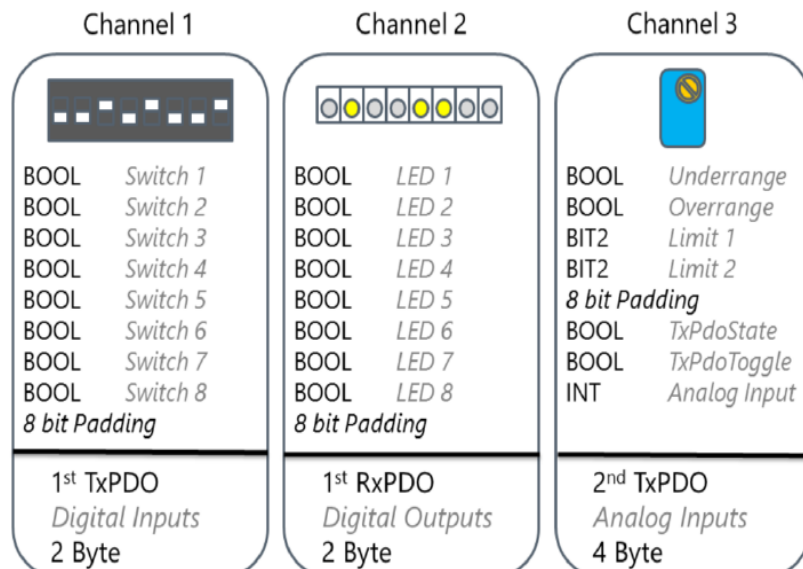 Channel 1
BOOL Switch 1
BOOL Switch 2
BOOL Switch 3
BOOL Switch 4
BOOL Switch 5
BOOL Switch 6
BOOL Switch 7
BOOL Switch 8
8 bit Padding
1st TxPDO
Digital Inputs
2 Byte
Channel 2
BOOL LED 1
BOOL LED 2
BOOL LED 3
BOOL LED 4
BOOL LED 5
BOOL LED 6
BOOL LED 7
BOOL LED 8
8 bit Padding
1st RxPDO
Digital Outputs
2 Byte
Channel 3
BOOL Underrange
BOOL Overrange
BIT2 Limit 1
BIT2 Limit 2
8 bit Padding
BOOL TxPdoState
BOOL TxPdoToggle
INT Analog Input
2nd TxPDO
Analog Inputs
4 Byte